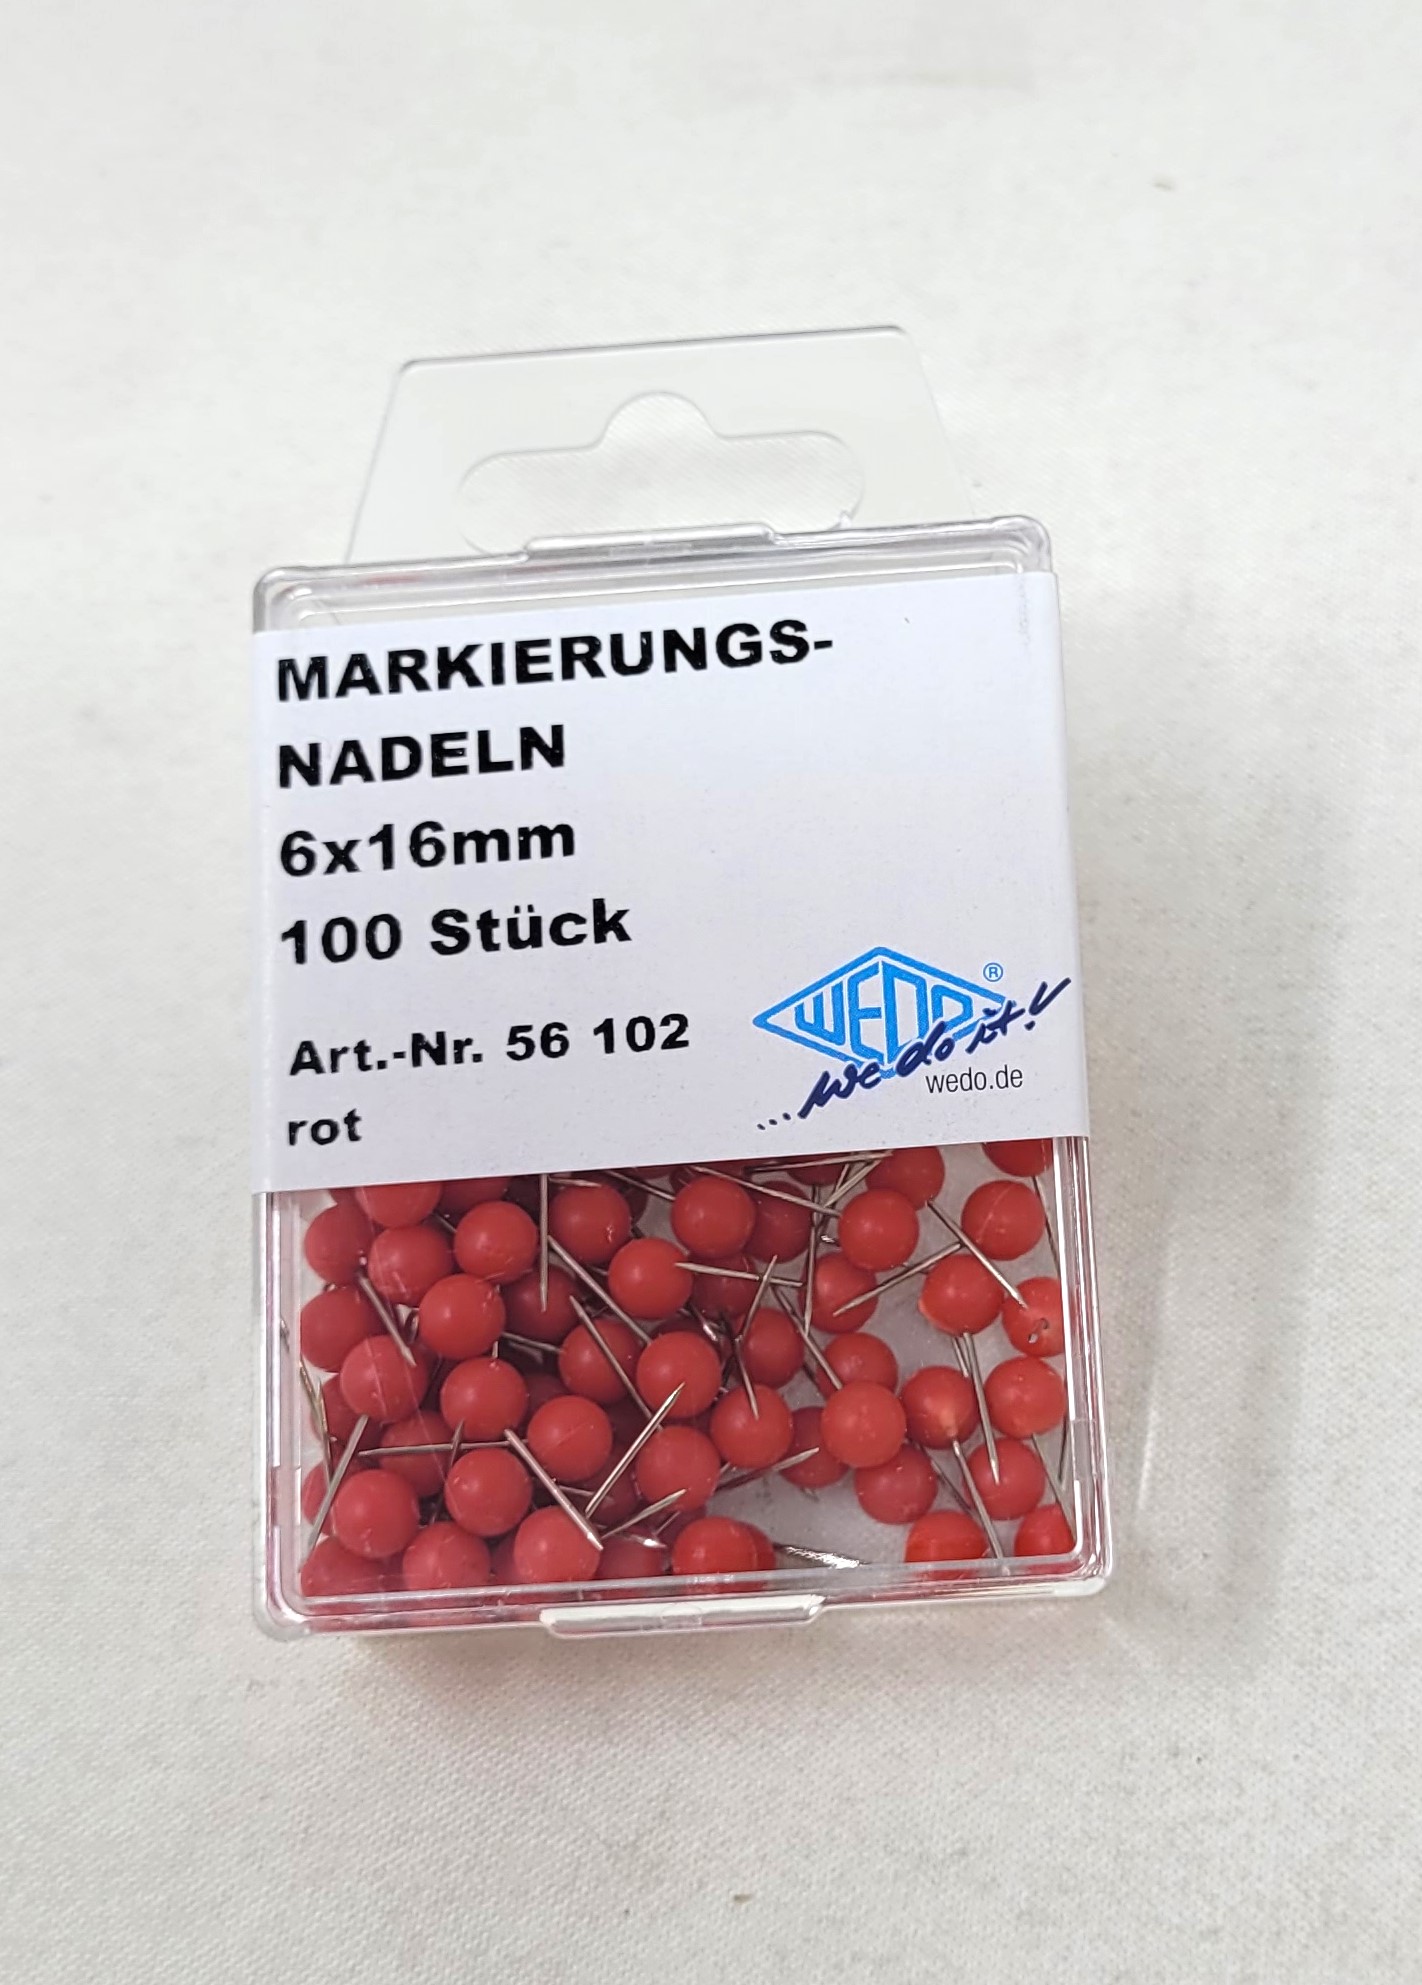 MARKIERUNGS-
NADELN
6x16mm
100 Stück
Art.-Nr. 56 102
rot
WEDO®
...we do it!
wedo.de